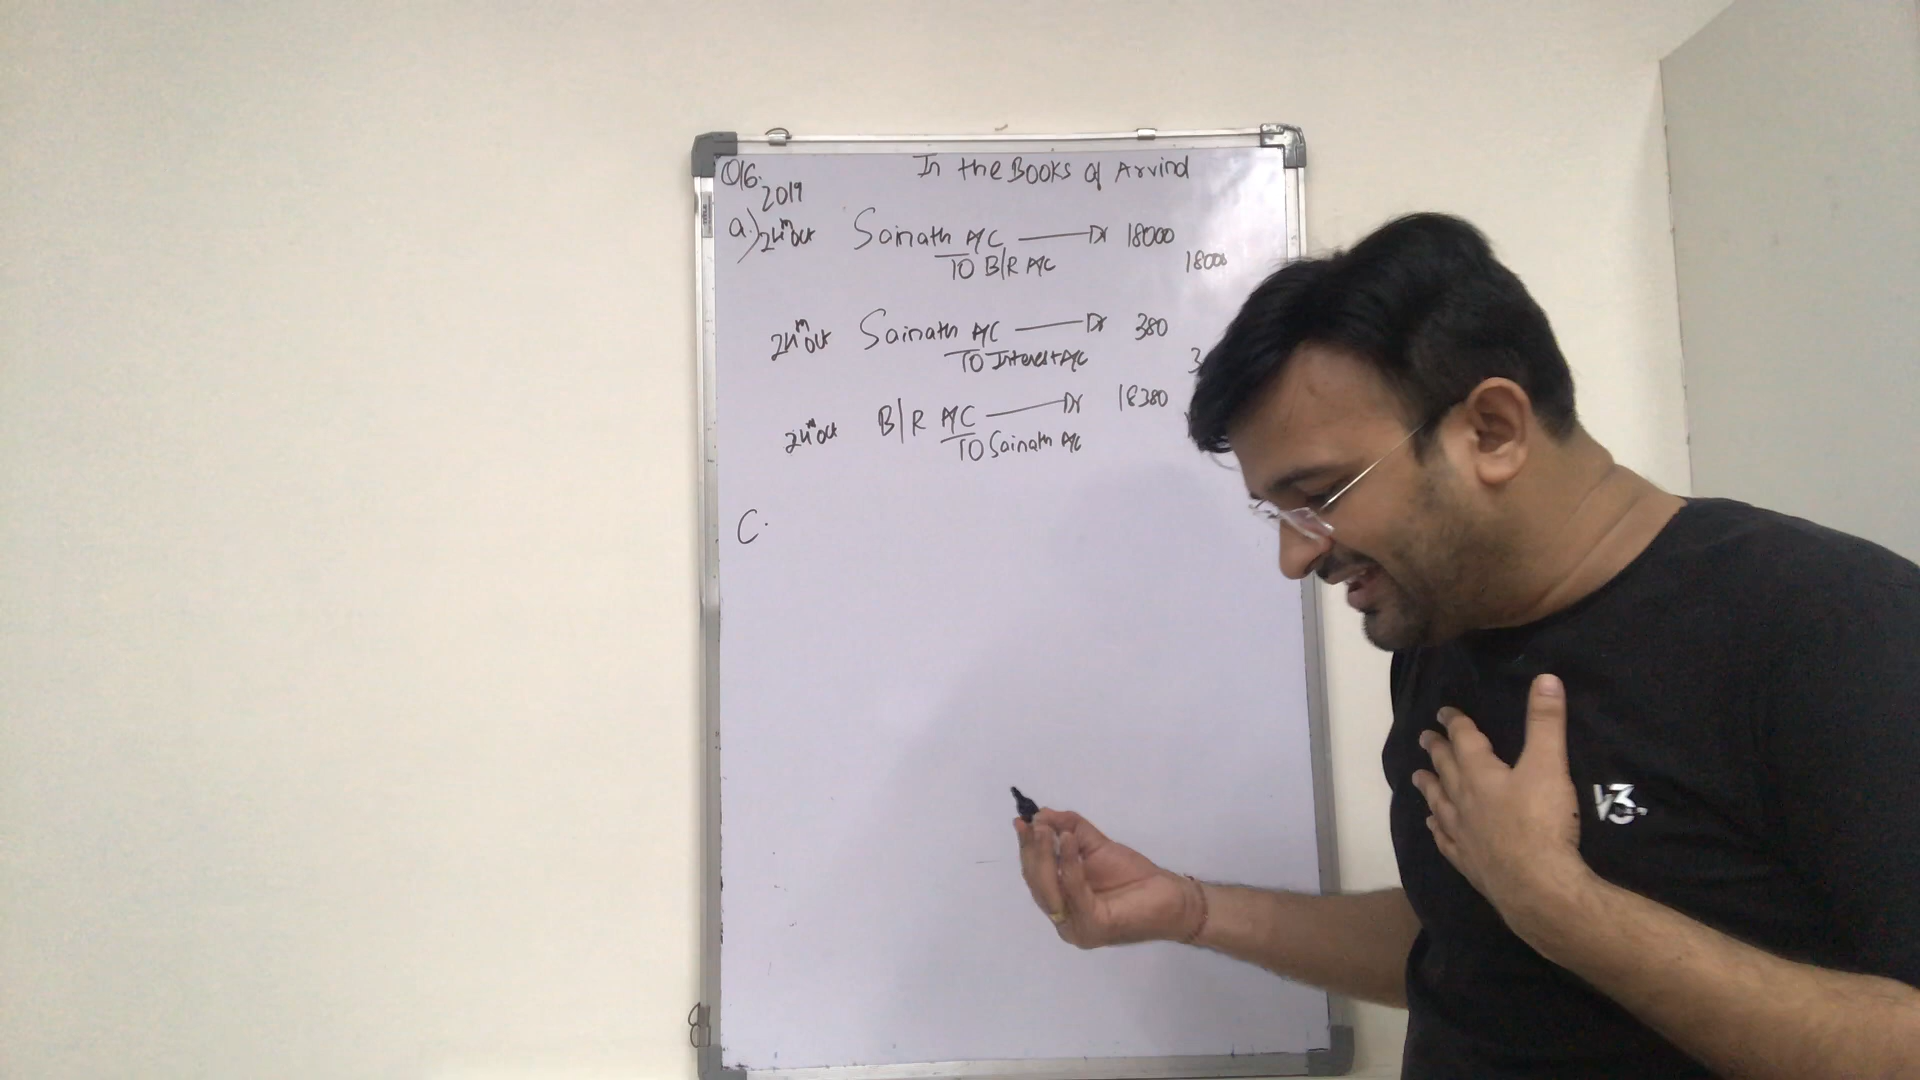 Q16. In the Books of Arvind
2019
a.) 24th Oct Sainath A/C Dr 18000
To B/R A/C 18000
24th Oct Sainath A/C Dr 380
To Interest A/C 3
24th Oct B/R A/C Dr 18380
To Sainath A/C
C.
V3